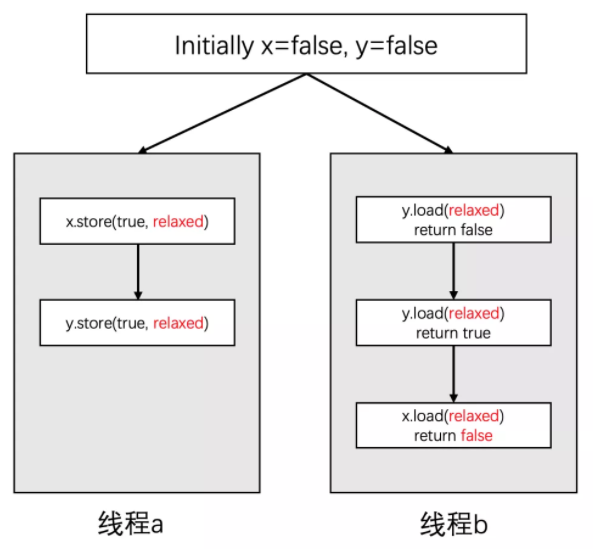 Initially x=false, y=false
x.store(true, relaxed)
y.store(true, relaxed)
y.load(relaxed)
return false
y.load(relaxed)
return true
x.load(relaxed)
return false
线程a
线程b